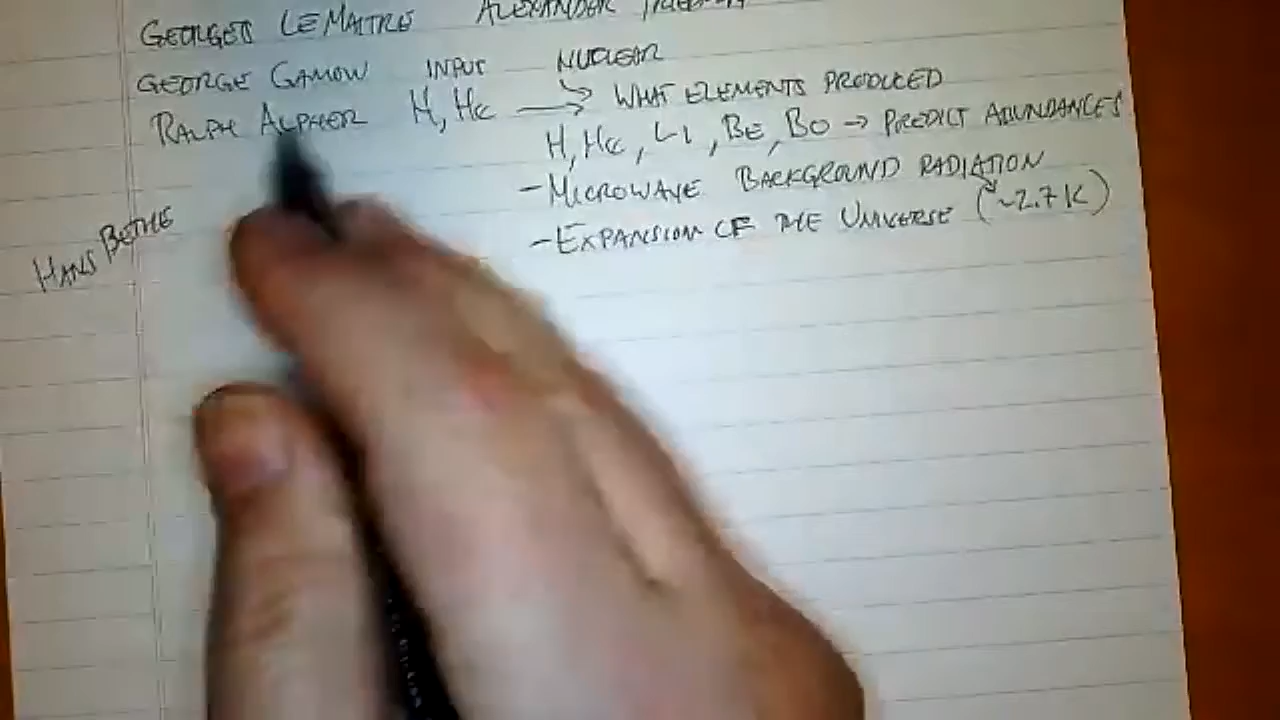 GEORGES LEMAITRE ALEXANDER
GEORGE GAMOW INPUT NUCLEAR
RALPH ALPHER H, He → WHAT ELEMENTS PRODUCED
H, He, Li, Be, Bo → PREDICT ABUNDANCES
- MICROWAVE BACKGROUND RADIATION
HANS BETHE
- EXPANSION OF THE UNIVERSE (~2.7K)